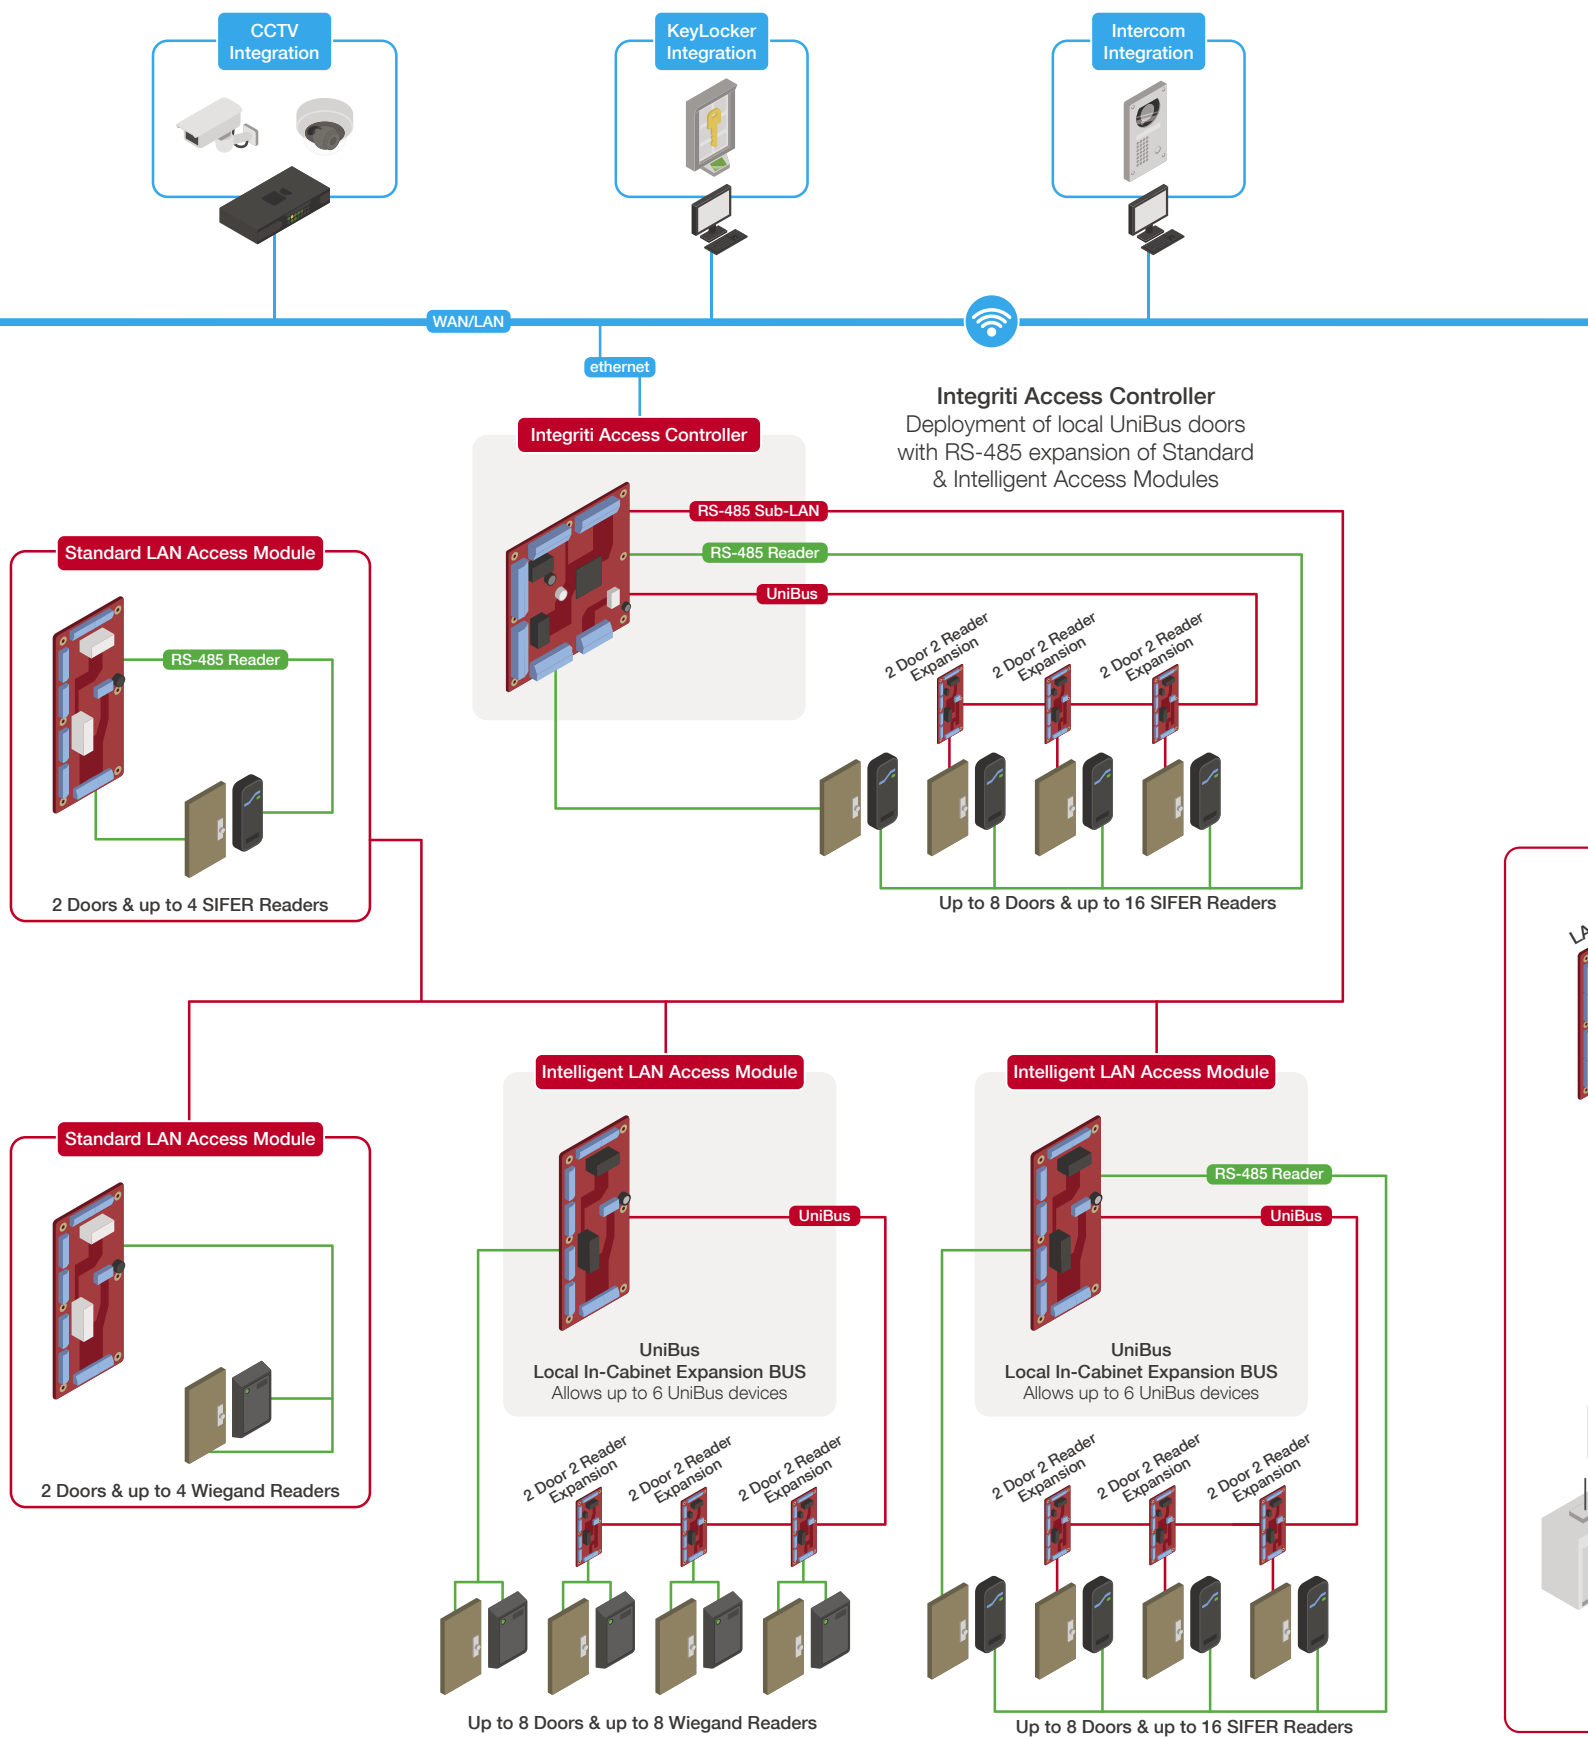 CCTV
Integration
KeyLocker
Integration
Intercom
Integration
WAN/LAN
ethernet
Integriti Access Controller
Deployment of local UniBus doors
with RS-485 expansion of Standard
& Intelligent Access Modules
Integriti Access Controller
RS-485 Sub-LAN
RS-485 Reader
UniBus
2 Door 2 Reader
Expansion
2 Door 2 Reader
Expansion
2 Door 2 Reader
Expansion
Up to 8 Doors & up to 16 SIFER Readers
Standard LAN Access Module
RS-485 Reader
2 Doors & up to 4 SIFER Readers
LA
Standard LAN Access Module
2 Doors & up to 4 Wiegand Readers
Intelligent LAN Access Module
UniBus
UniBus
Local In-Cabinet Expansion BUS
Allows up to 6 UniBus devices
2 Door 2 Reader
Expansion
2 Door 2 Reader
Expansion
2 Door 2 Reader
Expansion
Up to 8 Doors & up to 8 Wiegand Readers
Intelligent LAN Access Module
RS-485 Reader
UniBus
UniBus
Local In-Cabinet Expansion BUS
Allows up to 6 UniBus devices
2 Door 2 Reader
Expansion
2 Door 2 Reader
Expansion
2 Door 2 Reader
Expansion
Up to 8 Doors & up to 16 SIFER Readers